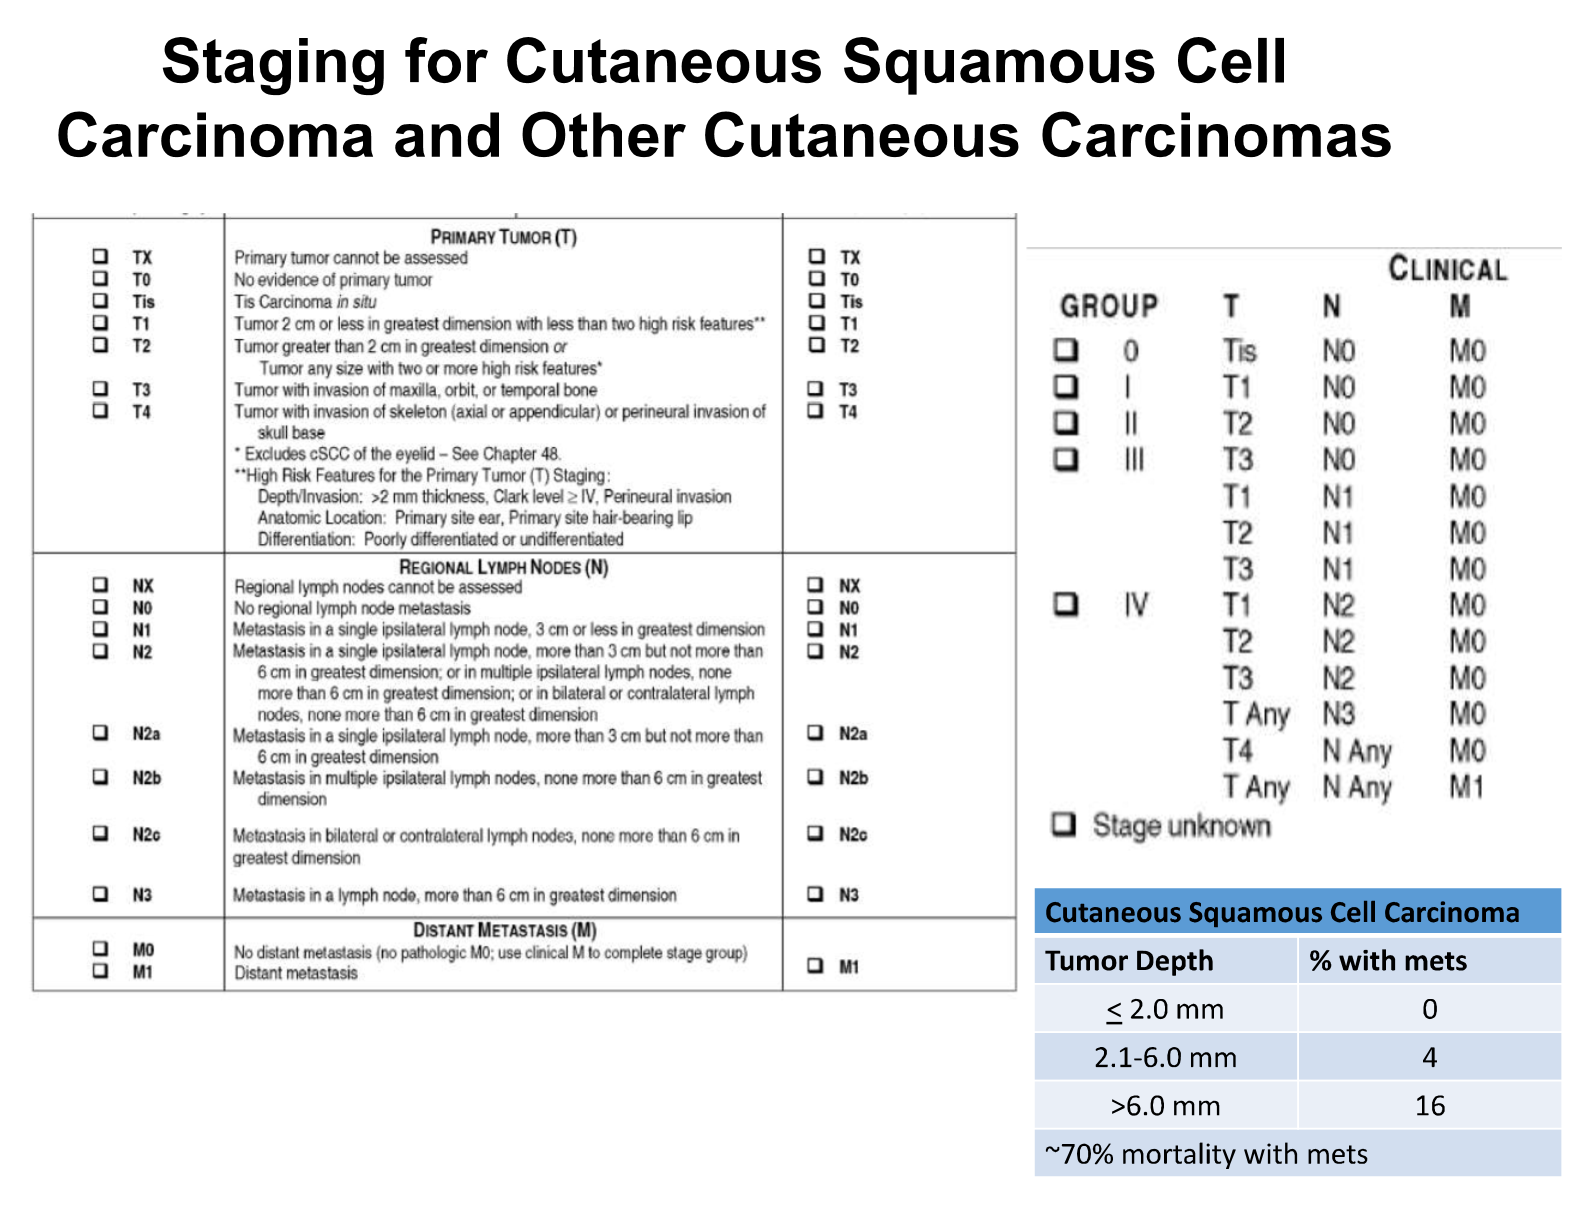 Staging for Cutaneous Squamous Cell
Carcinoma and Other Cutaneous Carcinomas
PRIMARY TUMOR (T)
❑ TX Primary tumor cannot be assessed ❑ TX
❑ T0 No evidence of primary tumor ❑ T0
❑ Tis Tis Carcinoma in situ ❑ Tis
❑ T1 Tumor 2 cm or less in greatest dimension with less than two high risk features** ❑ T1
❑ T2 Tumor greater than 2 cm in greatest dimension or ❑ T2
Tumor any size with two or more high risk features*
❑ T3 Tumor with invasion of maxilla, orbit, or temporal bone ❑ T3
❑ T4 Tumor with invasion of skeleton (axial or appendicular) or perineural invasion of ❑ T4
skull base
* Excludes cSCC of the eyelid – See Chapter 48.
**High Risk Features for the Primary Tumor (T) Staging:
Depth/Invasion: >2 mm thickness, Clark level ≥ IV, Perineural invasion
Anatomic Location: Primary site ear, Primary site hair-bearing lip
Differentiation: Poorly differentiated or undifferentiated
REGIONAL LYMPH NODES (N)
❑ NX Regional lymph nodes cannot be assessed ❑ NX
❑ N0 No regional lymph node metastasis ❑ N0
❑ N1 Metastasis in a single ipsilateral lymph node, 3 cm or less in greatest dimension ❑ N1
❑ N2 Metastasis in a single ipsilateral lymph node, more than 3 cm but not more than ❑ N2
6 cm in greatest dimension; or in multiple ipsilateral lymph nodes, none
more than 6 cm in greatest dimension; or in bilateral or contralateral lymph
nodes, none more than 6 cm in greatest dimension
❑ N2a Metastasis in a single ipsilateral lymph node, more than 3 cm but not more than ❑ N2a
6 cm in greatest dimension
❑ N2b Metastasis in multiple ipsilateral lymph nodes, none more than 6 cm in greatest ❑ N2b
dimension
❑ N2c Metastasis in bilateral or contralateral lymph nodes, none more than 6 cm in ❑ N2c
greatest dimension
❑ N3 Metastasis in a lymph node, more than 6 cm in greatest dimension ❑ N3
DISTANT METASTASIS (M)
❑ M0 No distant metastasis (no pathologic M0; use clinical M to complete stage group)
❑ M1 Distant metastasis ❑ M1
CLINICAL
GROUP T N M
❑ 0 Tis N0 M0
❑ I T1 N0 M0
❑ II T2 N0 M0
❑ III T3 N0 M0
T1 N1 M0
T2 N1 M0
T3 N1 M0
❑ IV T1 N2 M0
T2 N2 M0
T3 N2 M0
T Any N3 M0
T4 N Any M0
T Any N Any M1
❑ Stage unknown
Cutaneous Squamous Cell Carcinoma
Tumor Depth % with mets
≤ 2.0 mm 0
2.1-6.0 mm 4
>6.0 mm 16
~70% mortality with mets